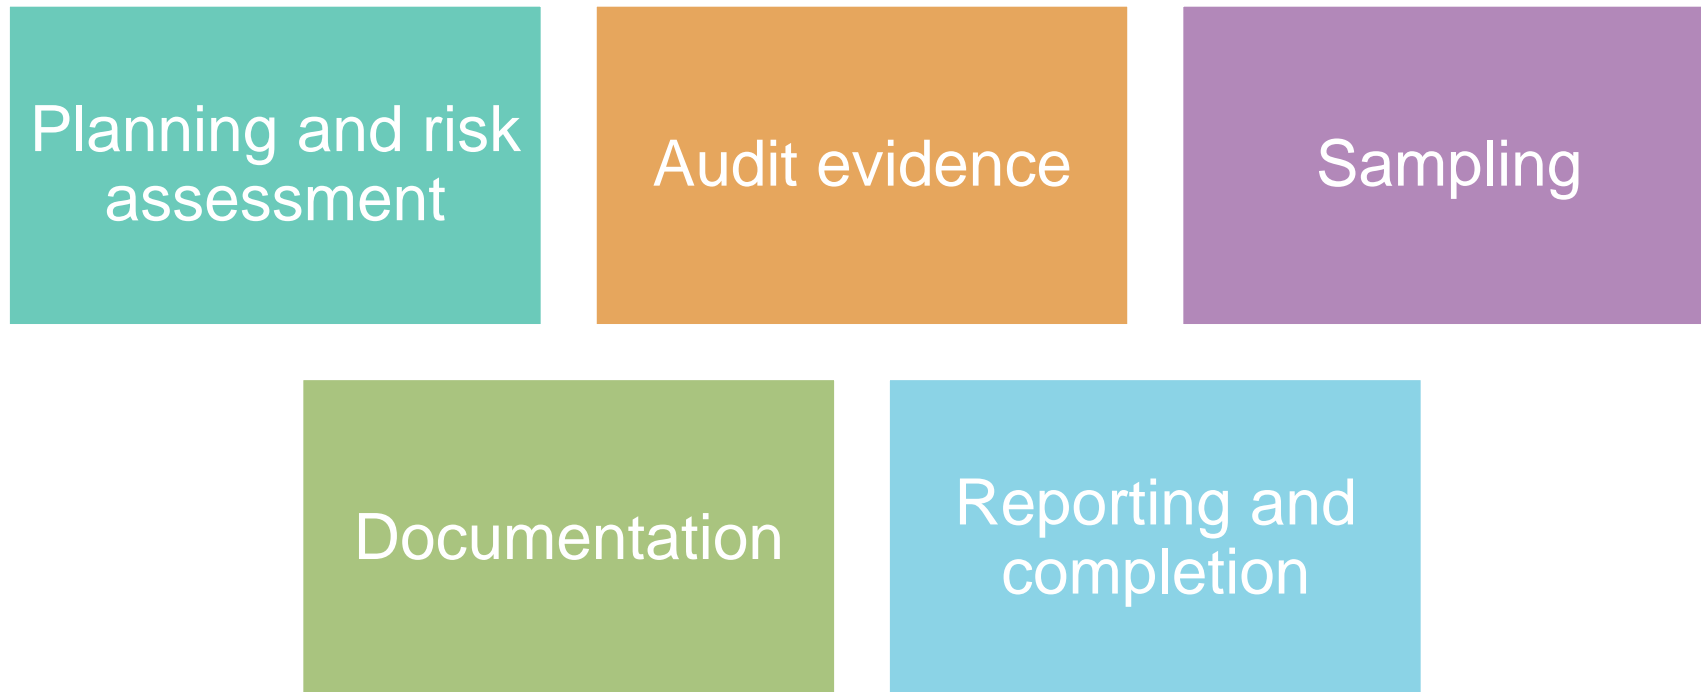 Planning and risk
assessment
Audit evidence
Sampling
Documentation
Reporting and
completion